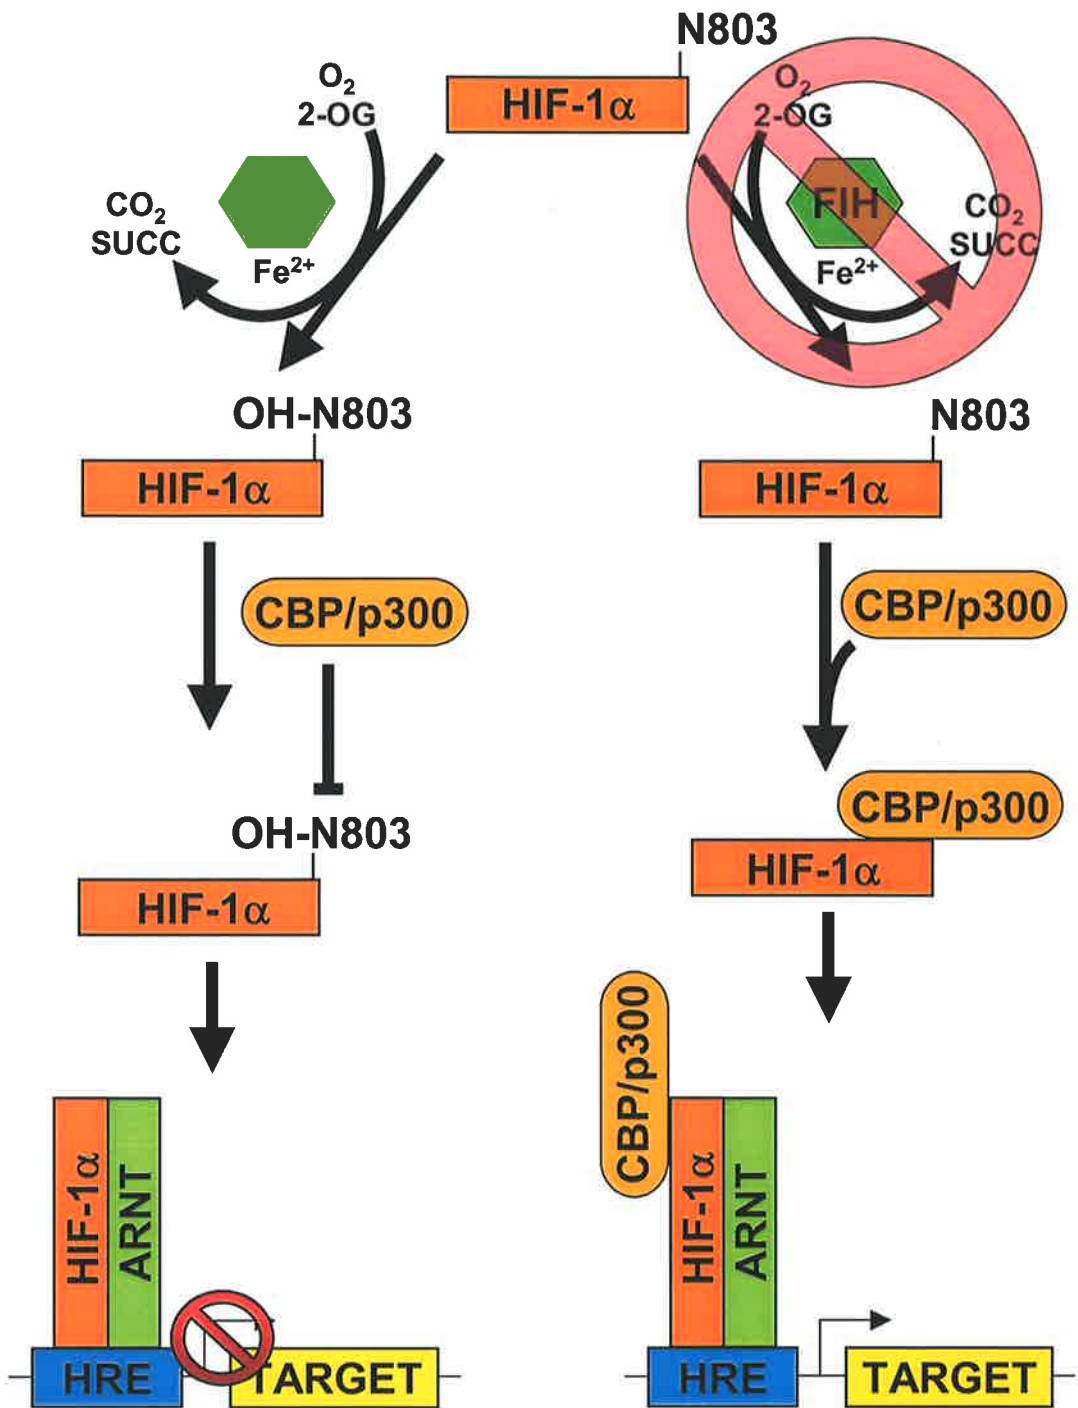 N803
HIF-1α
O2
2-OG
CO2
SUCC
Fe2+
O2
2-OG
FIH
CO2
SUCC
Fe2+
OH-N803
HIF-1α
N803
HIF-1α
CBP/p300
CBP/p300
OH-N803
HIF-1α
CBP/p300
HIF-1α
HIF-1α
ARNT
HRE
TARGET
CBP/p300
HIF-1α
ARNT
HRE
TARGET